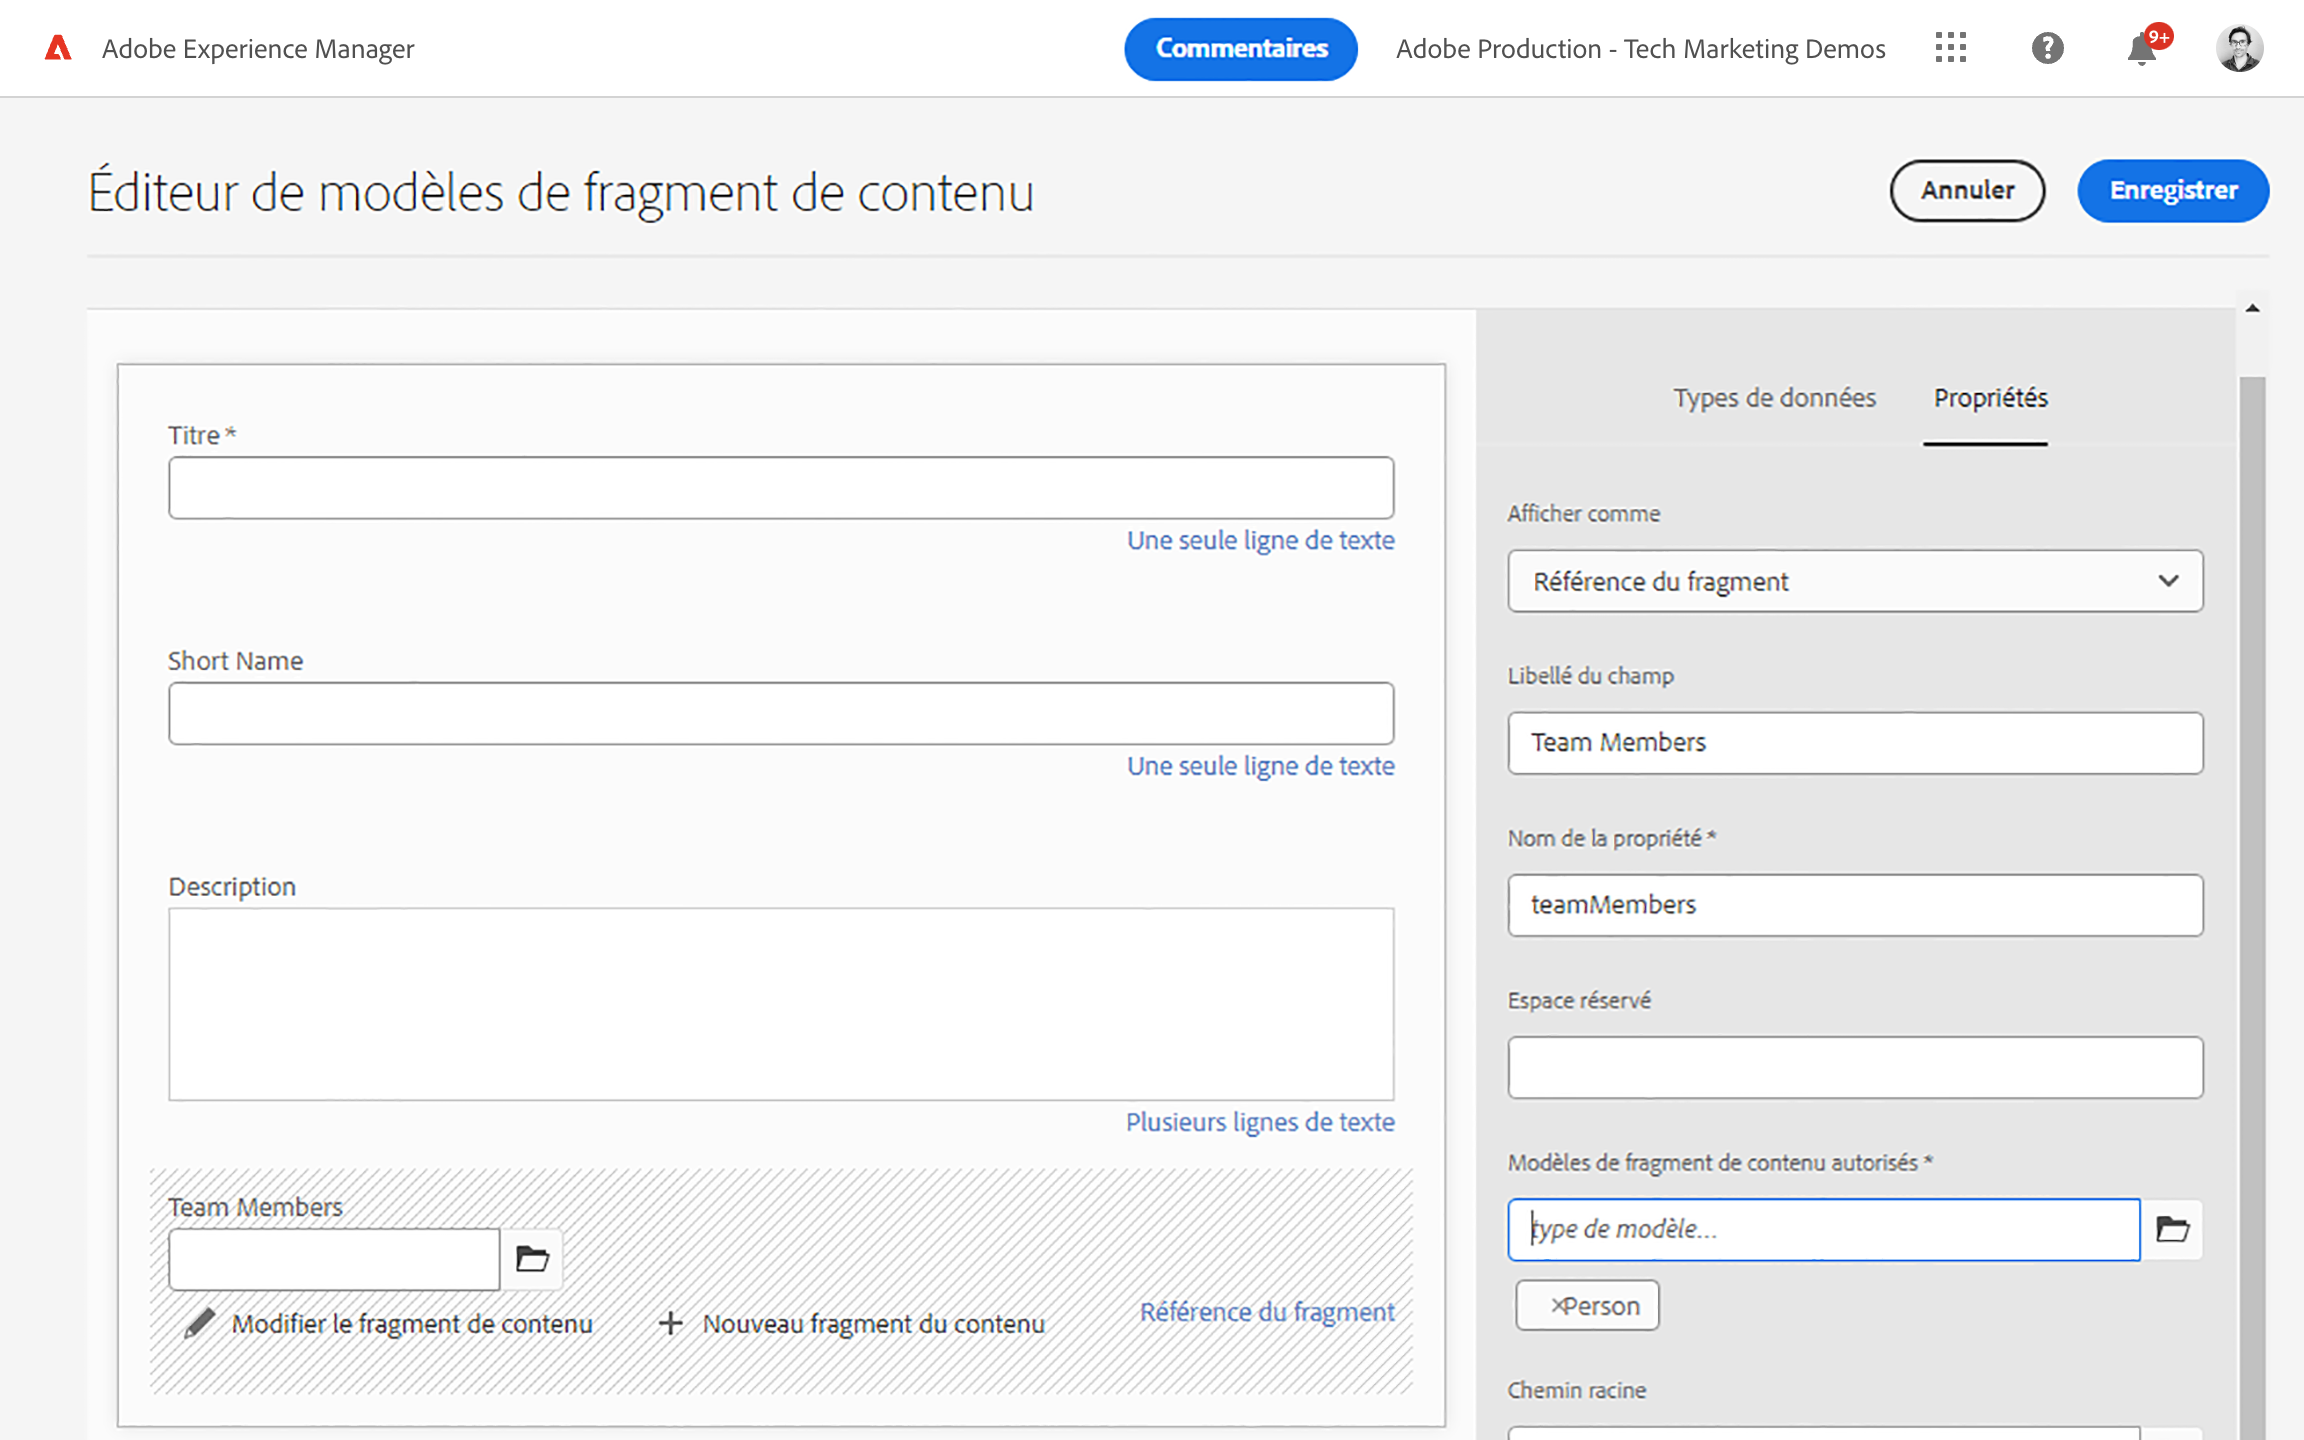 Adobe Experience Manager
Commentaires
Adobe Production - Tech Marketing Demos
9+
Éditeur de modèles de fragment de contenu
Annuler
Enregistrer
Titre *
Une seule ligne de texte
Short Name
Une seule ligne de texte
Description
Plusieurs lignes de texte
Team Members
Modifier le fragment de contenu
Nouveau fragment du contenu
Référence du fragment
Types de données
Propriétés
Afficher comme
Référence du fragment
Libellé du champ
Team Members
Nom de la propriété *
teamMembers
Espace réservé
Modèles de fragment de contenu autorisés *
type de modèle...
Person
Chemin racine